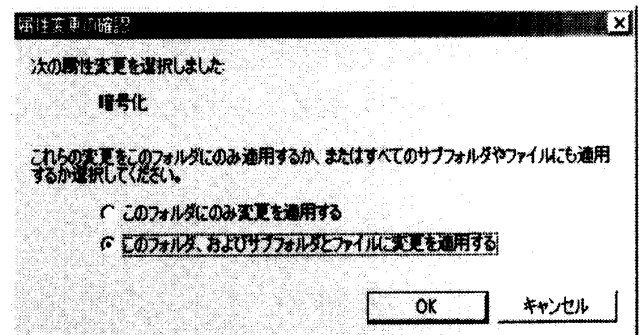 属性変更の確認
次の属性変更を選択しました:
暗号化
これらの変更をこのフォルダにのみ適用するか、またはすべてのサブフォルダやファイルにも適用
するか選択してください。
このフォルダにのみ変更を適用する
このフォルダ、およびサブフォルダとファイルに変更を適用する
OK
キャンセル